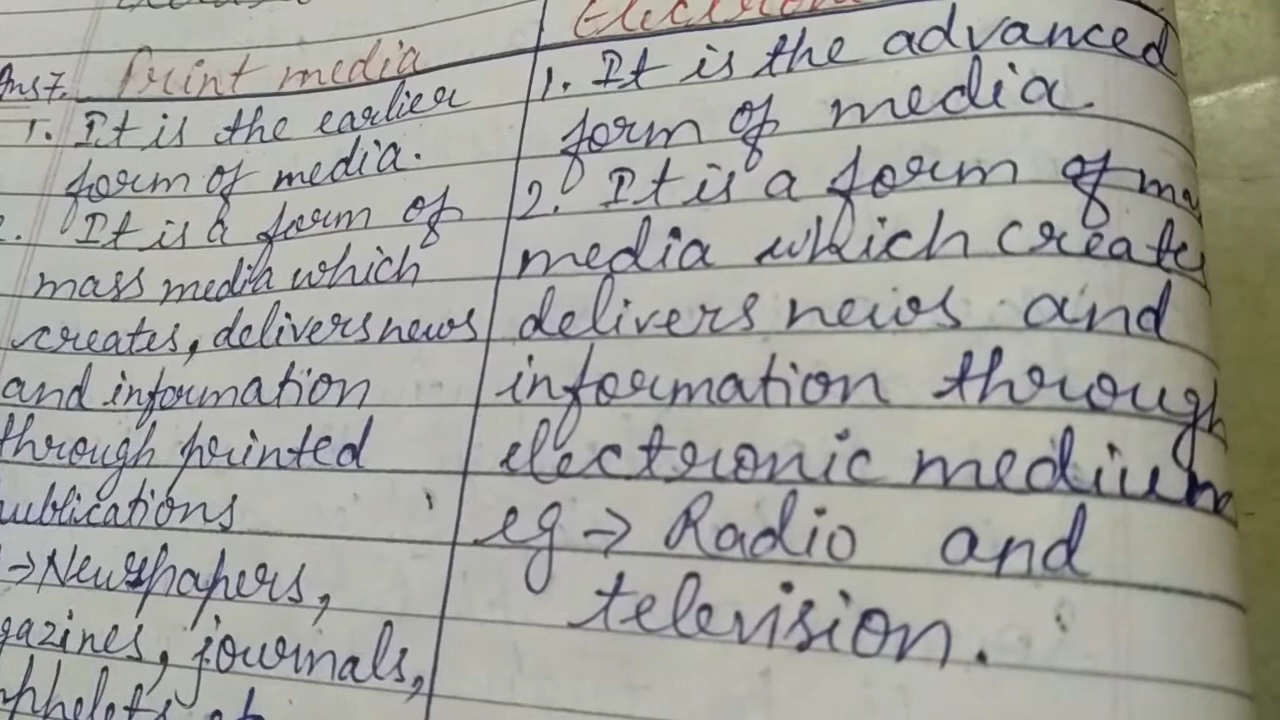 Ans7. Print media
1. It is the earlier
form of media.
2. It is a form of
mass media which
creates, delivers news
and information
through printed
publications
→ Newspapers,
journals,
1. It is the advanced
form of media
2. It is a form of
media which create
delivers news and
information through
electronic medium
eg → Radio and
television.